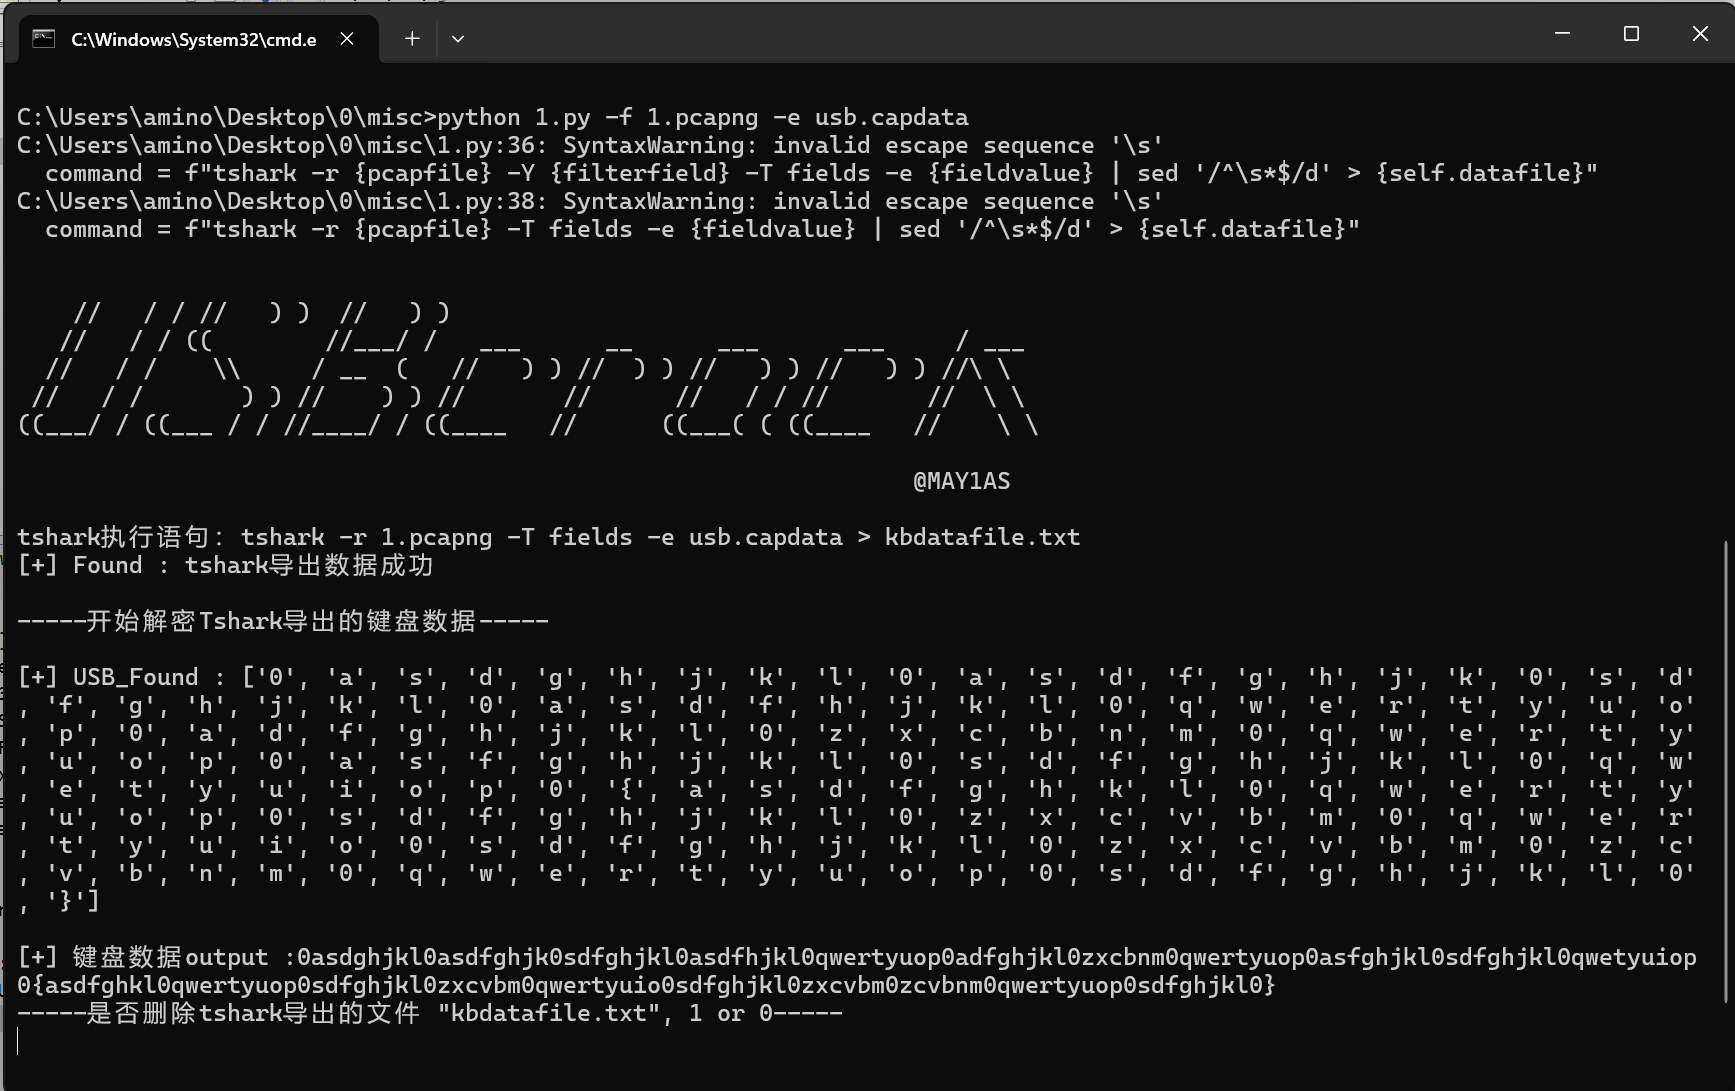 C:\Windows\System32\cmd.e
C:\Users\amino\Desktop\0\misc>python 1.py -f 1.pcapng -e usb.capdata
C:\Users\amino\Desktop\0\misc\1.py:36: SyntaxWarning: invalid escape sequence '\s'
  command = f"tshark -r {pcapfile} -Y {filterfield} -T fields -e {fieldvalue} | sed '/^\s*$/d' > {self.datafile}"
C:\Users\amino\Desktop\0\misc\1.py:38: SyntaxWarning: invalid escape sequence '\s'
  command = f"tshark -r {pcapfile} -T fields -e {fieldvalue} | sed '/^\s*$/d' > {self.datafile}"
@MAY1AS
tshark执行语句: tshark -r 1.pcapng -T fields -e usb.capdata > kbdatafile.txt
[+] Found : tshark导出数据成功
-----开始解密Tshark导出的键盘数据-----
[+] USB_Found : ['0', 'a', 's', 'd', 'g', 'h', 'j', 'k', 'l', '0', 'a', 's', 'd', 'f', 'g', 'h', 'j', 'k', '0', 's', 'd'
, 'f', 'g', 'h', 'j', 'k', 'l', '0', 'a', 's', 'd', 'f', 'h', 'j', 'k', 'l', '0', 'q', 'w', 'e', 'r', 't', 'y', 'u', 'o'
, 'p', '0', 'a', 'd', 'f', 'g', 'h', 'j', 'k', 'l', '0', 'z', 'x', 'c', 'b', 'n', 'm', '0', 'q', 'w', 'e', 'r', 't', 'y'
, 'u', 'o', 'p', '0', 'a', 's', 'f', 'g', 'h', 'j', 'k', 'l', '0', 's', 'd', 'f', 'g', 'h', 'j', 'k', 'l', '0', 'q', 'w'
, 'e', 't', 'y', 'u', 'i', 'o', 'p', '0', '{', 'a', 's', 'd', 'f', 'g', 'h', 'k', 'l', '0', 'q', 'w', 'e', 'r', 't', 'y'
, 'u', 'o', 'p', '0', 's', 'd', 'f', 'g', 'h', 'j', 'k', 'l', '0', 'z', 'x', 'c', 'v', 'b', 'm', '0', 'q', 'w', 'e', 'r'
, 't', 'y', 'u', 'i', 'o', '0', 's', 'd', 'f', 'g', 'h', 'j', 'k', 'l', '0', 'z', 'x', 'c', 'v', 'b', 'm', '0', 'z', 'c'
, 'v', 'b', 'n', 'm', '0', 'q', 'w', 'e', 'r', 't', 'y', 'u', 'o', 'p', '0', 's', 'd', 'f', 'g', 'h', 'j', 'k', 'l', '0'
, '}']
[+] 键盘数据output :0asdghjkl0asdfghjk0sdfghjkl0asdfhjkl0qwertyuop0adfghjkl0zxcbnm0qwertyuop0asfghjkl0sdfghjkl0qwetyuiop
0{asdfghkl0qwertyuop0sdfghjkl0zxcvbm0qwertyuio0sdfghjkl0zxcvbm0zcvbnm0qwertyuop0sdfghjkl0}
-----是否删除tshark导出的文件 "kbdatafile.txt", 1 or 0-----